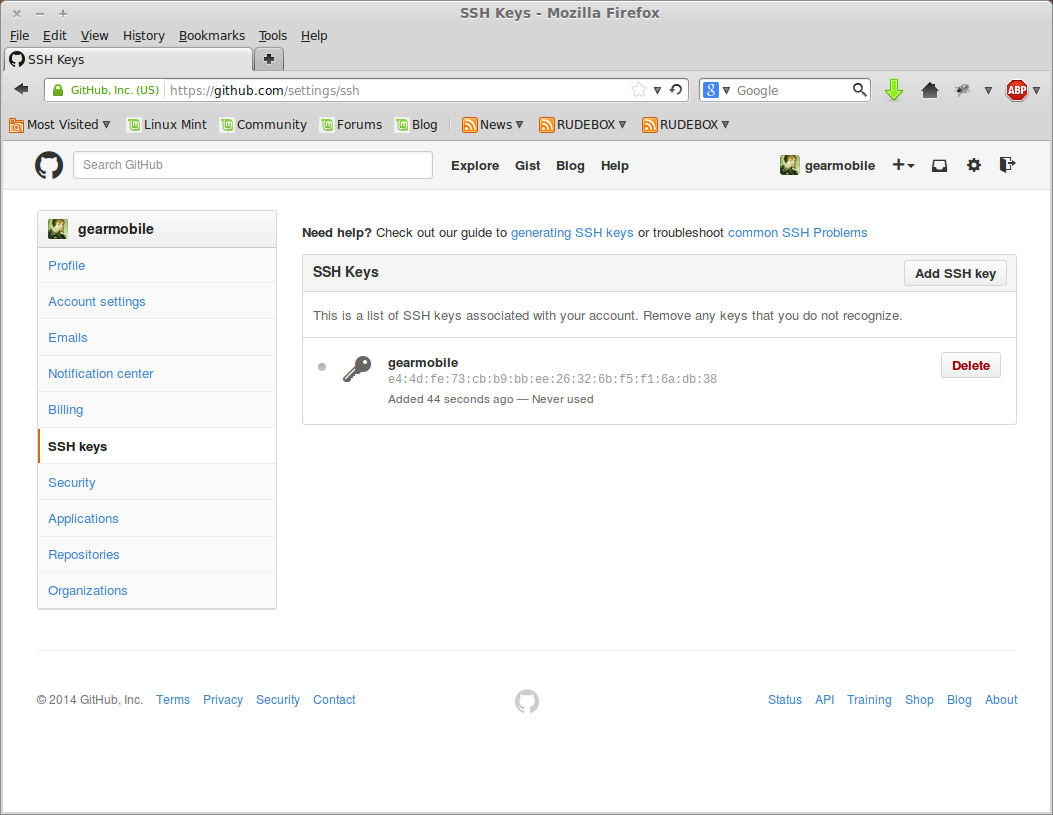 SSH Keys - Mozilla Firefox
File Edit View History Bookmarks Tools Help
SSH Keys
GitHub, Inc. (US) https://github.com/settings/ssh Google ABP
Most Visited Linux Mint Community Forums Blog News RUDEBOX RUDEBOX
Search GitHub Explore Gist Blog Help gearmobile
gearmobile
Profile
Account settings
Emails
Notification center
Billing
SSH keys
Security
Applications
Repositories
Organizations
Need help? Check out our guide to generating SSH keys or troubleshoot common SSH Problems
SSH Keys Add SSH key
This is a list of SSH keys associated with your account. Remove any keys that you do not recognize.
gearmobile Delete
e4:4d:fe:73:cb:b9:bb:ee:26:32:6b:f5:f1:6a:db:38
Added 44 seconds ago — Never used
© 2014 GitHub, Inc. Terms Privacy Security Contact Status API Training Shop Blog About